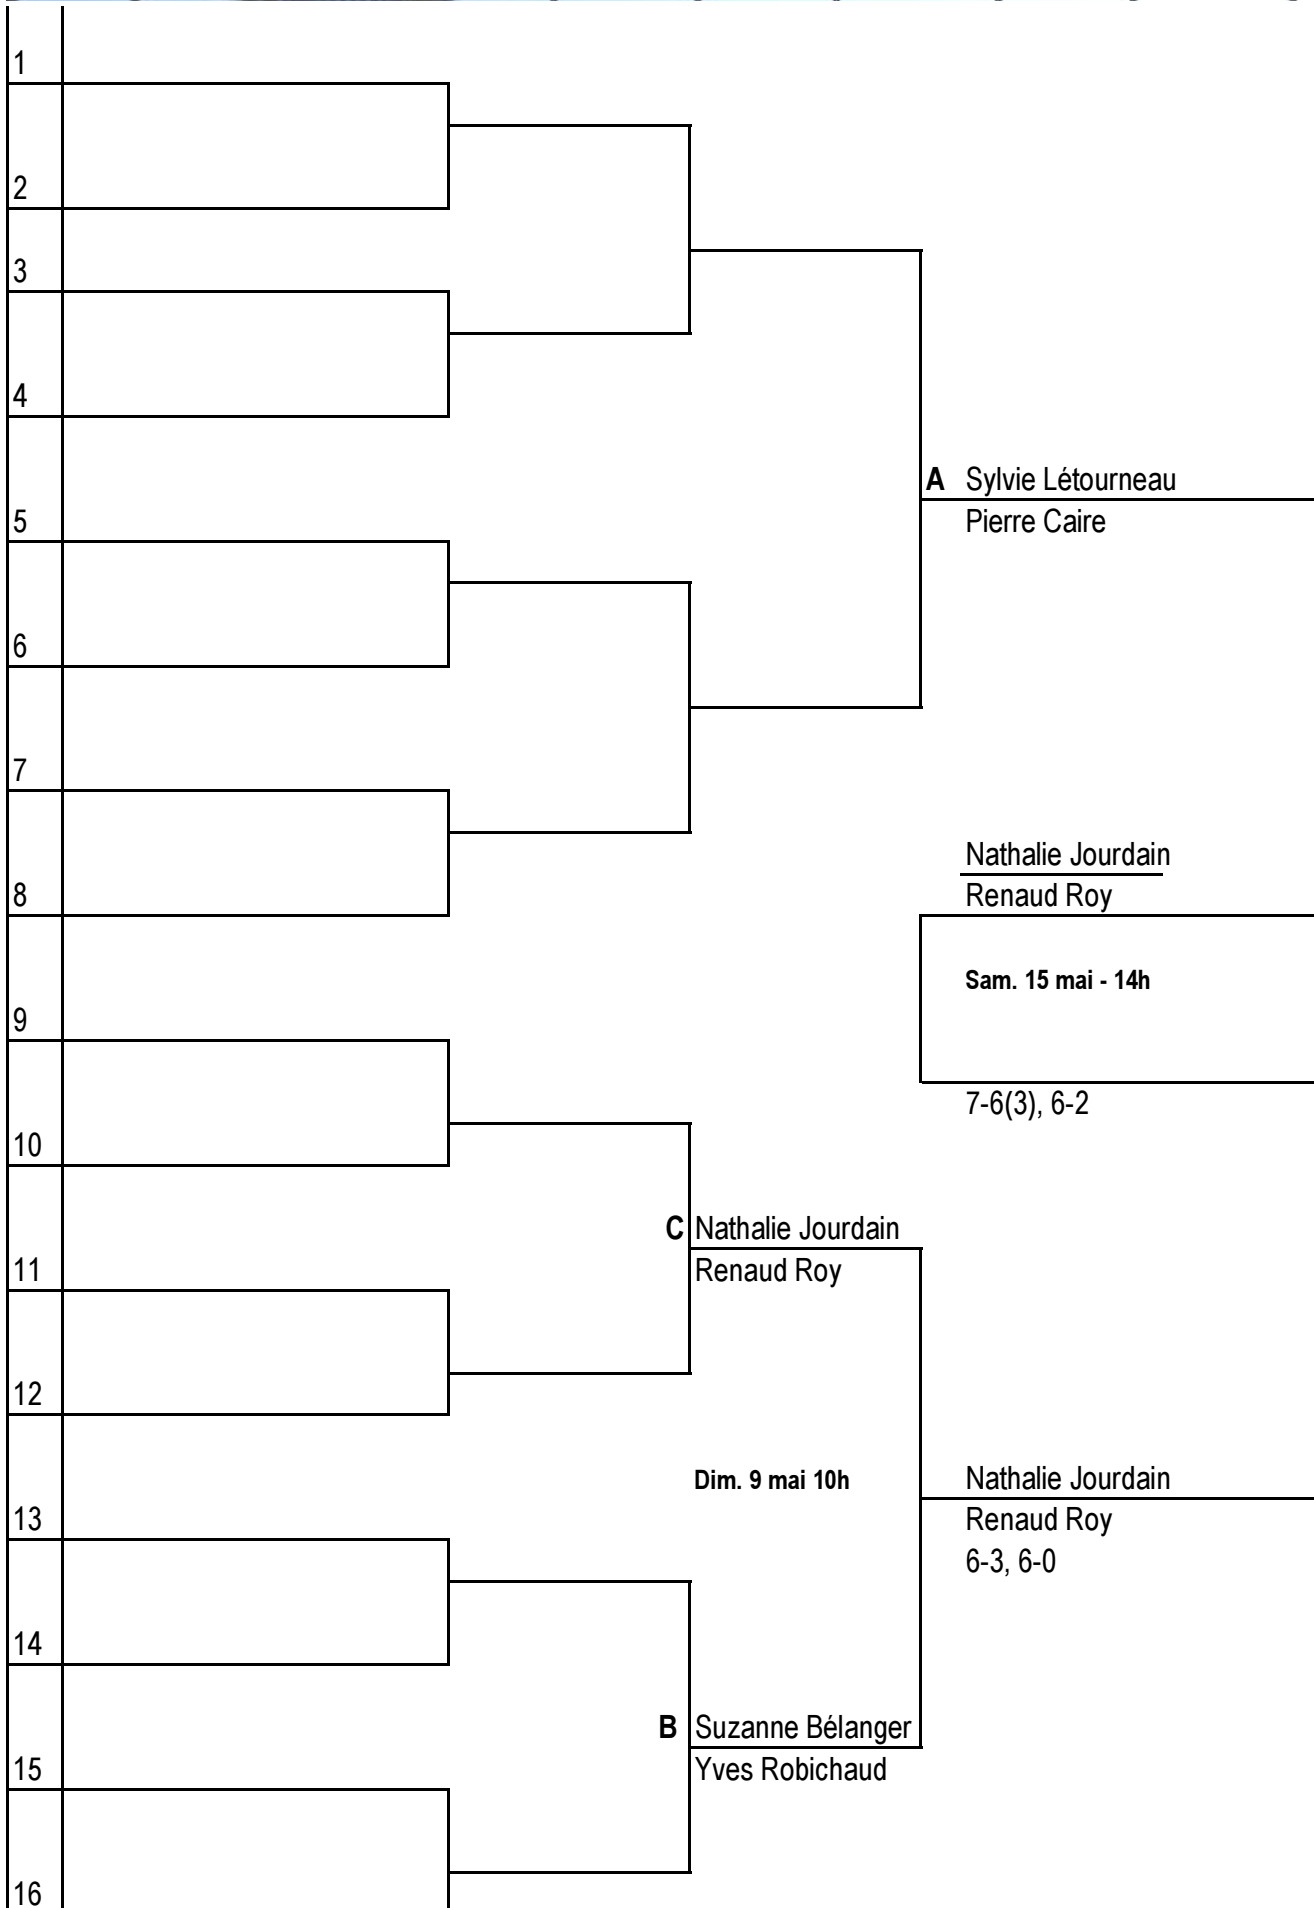 1
2
3
4
A Sylvie Létourneau
5
Pierre Caire
6
7
Nathalie Jourdain
8
Renaud Roy
Sam. 15 mai - 14h
9
7-6(3), 6-2
10
C Nathalie Jourdain
11
Renaud Roy
12
Dim. 9 mai 10h
Nathalie Jourdain
13
Renaud Roy
6-3, 6-0
14
B Suzanne Bélanger
15
Yves Robichaud
16